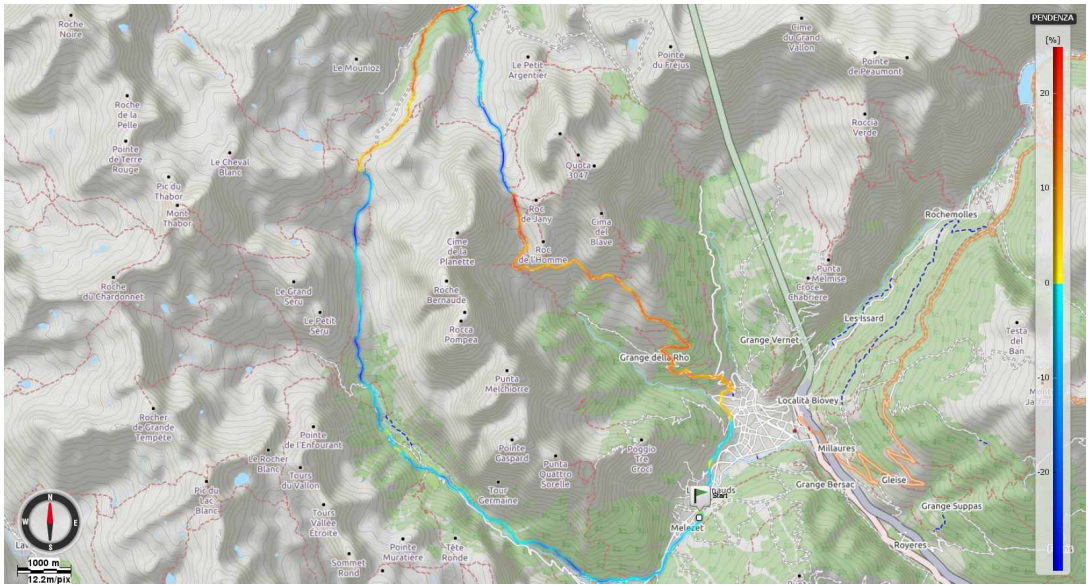 PENDENZA
[%]
20
10
0
-10
-20
Roche
Noire
Le Mounioz
Le Petit
Argentier
Pointe
du Fréjus
Cime
du Grand
Vallon
Pointe
de Peaumont
Roche
de la
Pelle
Pointe
de Terre
Rouge
Le Cheval
Blanc
Pic du
Thabor
Mont
Thabor
Roccia
Verde
Quota
3047
Roc
de Jany
Roc
de l'Homme
Cima
del
Blave
Cime
de la
Planette
Rochemolles
Punta
Melmise
Croce
Chabriere
Roche
du Chardonnet
Le Grand
Séru
Le Petit
Séru
Roche
Bernaude
Rocca
Pompea
Les Issard
Grange Vernet
Grange della Rho
Testa
del
Ban
Punta
Melchiorre
Località Biovey
Rocher
de Grande
Tempête
Pointe
de l'Enfourant
Pointe
Gaspard
Punta
Quattro
Sorelle
Poggio
Tre
Croci
Millaures
Le Rocher
Blanc
Tours
du Vallon
Pic du
Lac
Blanc
Tour
Germaine
Grange Bersac
Gleise
Grange Suppas
Start
Melezet
Tours
Vallée
Étroite
Pointe
Muratière
Tête
Ronde
Sommet
Rond
Royeres
N
W
E
S
1000 m
12.2m/pix